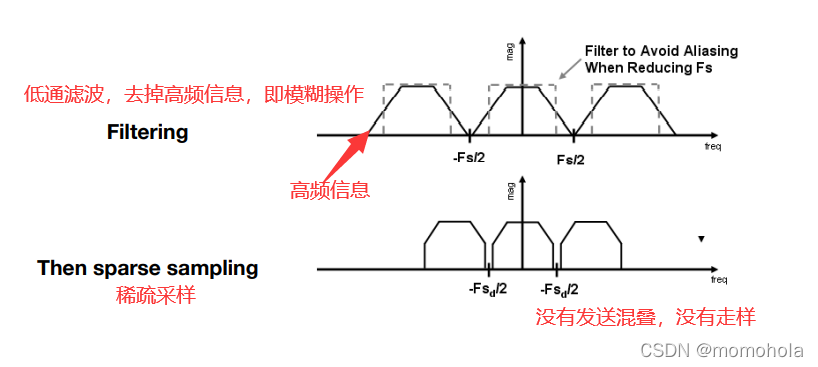 mag
Filter to Avoid Aliasing
When Reducing Fs
低通滤波，去掉高频信息，即模糊操作
Filtering
-Fs/2
Fs/2
freq
高频信息
mag
Then sparse sampling
稀疏采样
-Fsd/2
-Fsd/2
freq
没有发送混叠，没有走样
CSDN @momohola